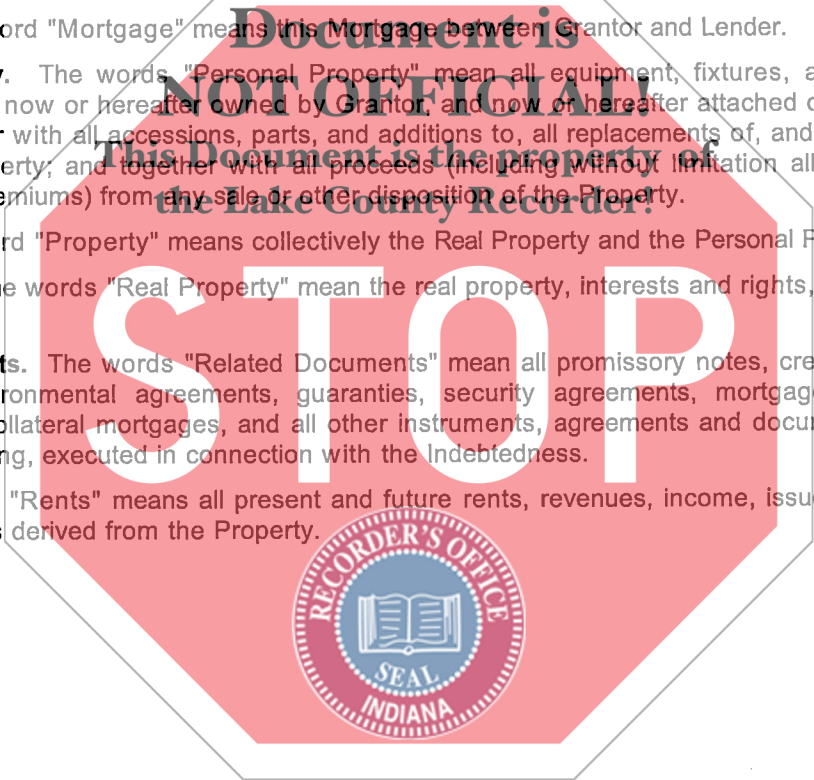 ord "Mortgage" means this Mortgage between Grantor and Lender.
Document is
y. The words "Personal Property" mean all equipment, fixtures, a
NOT OFFICIAL!
now or hereafter owned by Grantor, and now or hereafter attached o
r with all accessions, parts, and additions to, all replacements of, and
This Document is the property of
erty; and together with all proceeds (including without limitation all
emiums) from any sale or other disposition of the Property.
the Lake County Recorder!
rd "Property" means collectively the Real Property and the Personal P
e words "Real Property" mean the real property, interests and rights,
STOP
ts. The words "Related Documents" mean all promissory notes, cre
ronmental agreements, guaranties, security agreements, mortgag
ollateral mortgages, and all other instruments, agreements and docu
ng, executed in connection with the Indebtedness.
"Rents" means all present and future rents, revenues, income, issu
s derived from the Property.
RECORDER'S OFFICE
SEAL
INDIANA